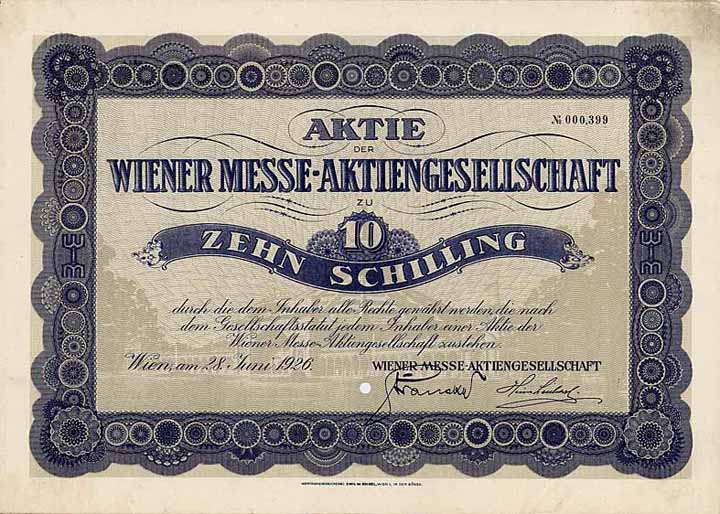 AKTIE
№ 000,399
DER
WIENER MESSE-AKTIENGESELLSCHAFT
ZU
10
ZEHN SCHILLING
durch die dem Inhaber alle Rechte gewährt werden, die nach
dem Gesellschaftsstatut jedem Inhaber einer Aktie der
Wiener Messe-Aktiengesellschaft zustehen.
Wien, am 28. Juni 1926.
WIENER MESSE-AKTIENGESELLSCHAFT